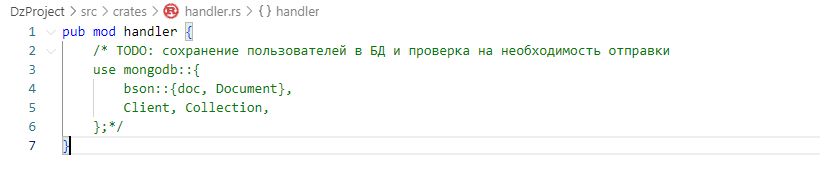 DzProject > src > crates > handler.rs > {} handler
1 pub mod handler {
2 /* TODO: сохранение пользователей в БД и проверка на необходимость отправки
3 use mongodb::{
4 bson::{doc, Document},
5 Client, Collection,
6 };*/
7 }